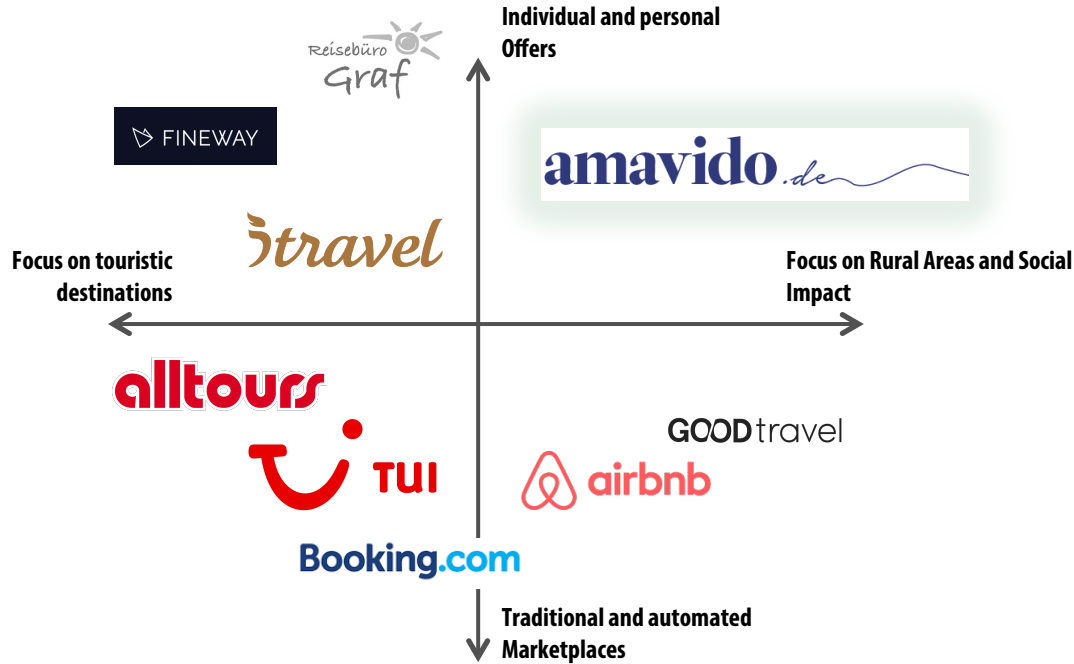 Individual and personal
Offers
Reisebüro
Graf
FINEWAY
amavido.de
itravel
Focus on touristic
destinations
Focus on Rural Areas and Social
Impact
alltours
GOODtravel
TUI
airbnb
Booking.com
Traditional and automated
Marketplaces